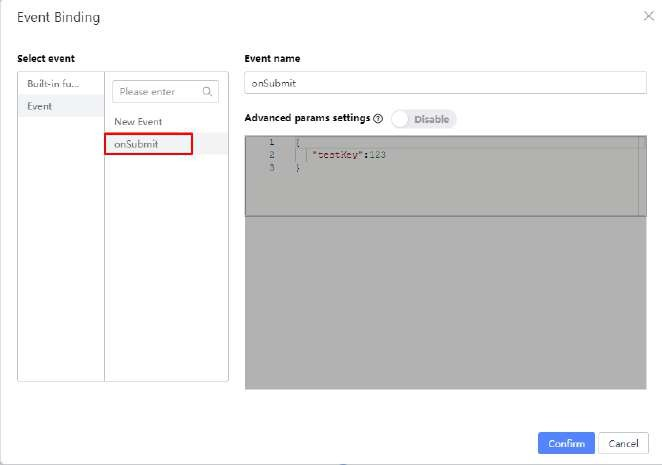 Event Binding
Select event
Built-in fu...
Event
Please enter
New Event
onSubmit
Event name
onSubmit
Advanced params settings ? Disable
1 {
2 "testKey":123
3 }
Confirm Cancel